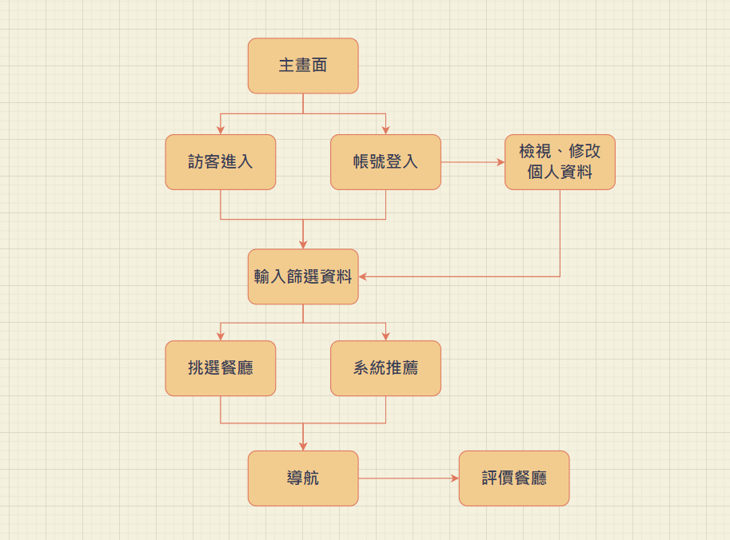 主畫面
訪客進入
帳號登入
檢視、修改
個人資料
輸入篩選資料
挑選餐廳
系統推薦
導航
評價餐廳